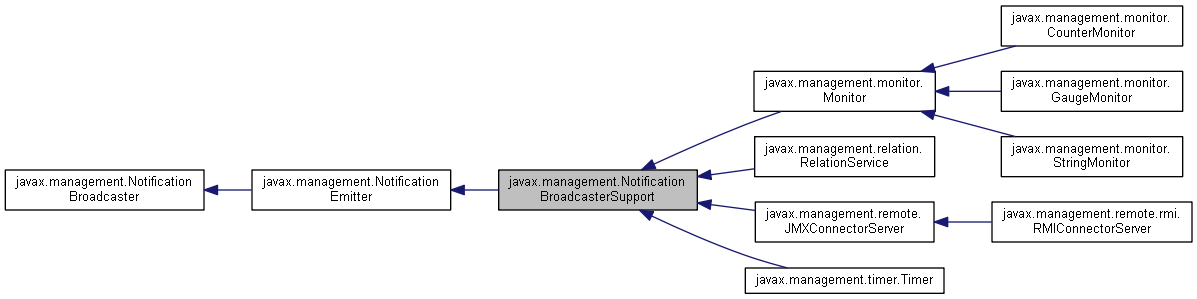 javax.management.Notification
Broadcaster
javax.management.Notification
Emitter
javax.management.Notification
BroadcasterSupport
javax.management.monitor.
Monitor
javax.management.monitor.
CounterMonitor
javax.management.monitor.
GaugeMonitor
javax.management.monitor.
StringMonitor
javax.management.relation.
RelationService
javax.management.remote.
JMXConnectorServer
javax.management.remote.rmi.
RMIConnectorServer
javax.management.timer.Timer